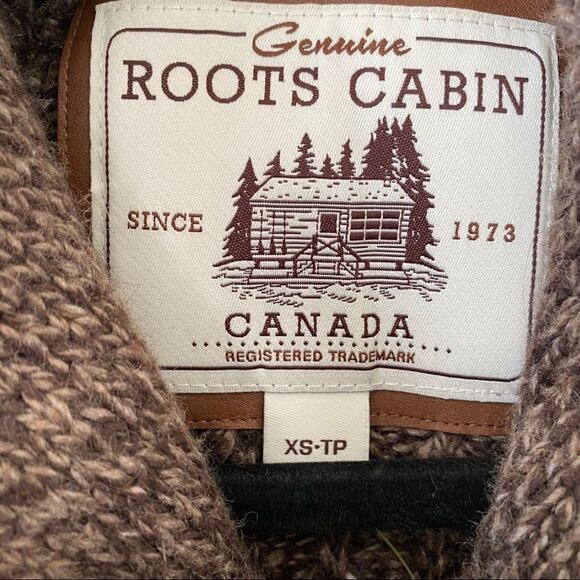 Genuine
ROOTS CABIN
SINCE 1973
CANADA
REGISTERED TRADEMARK
XS•TP